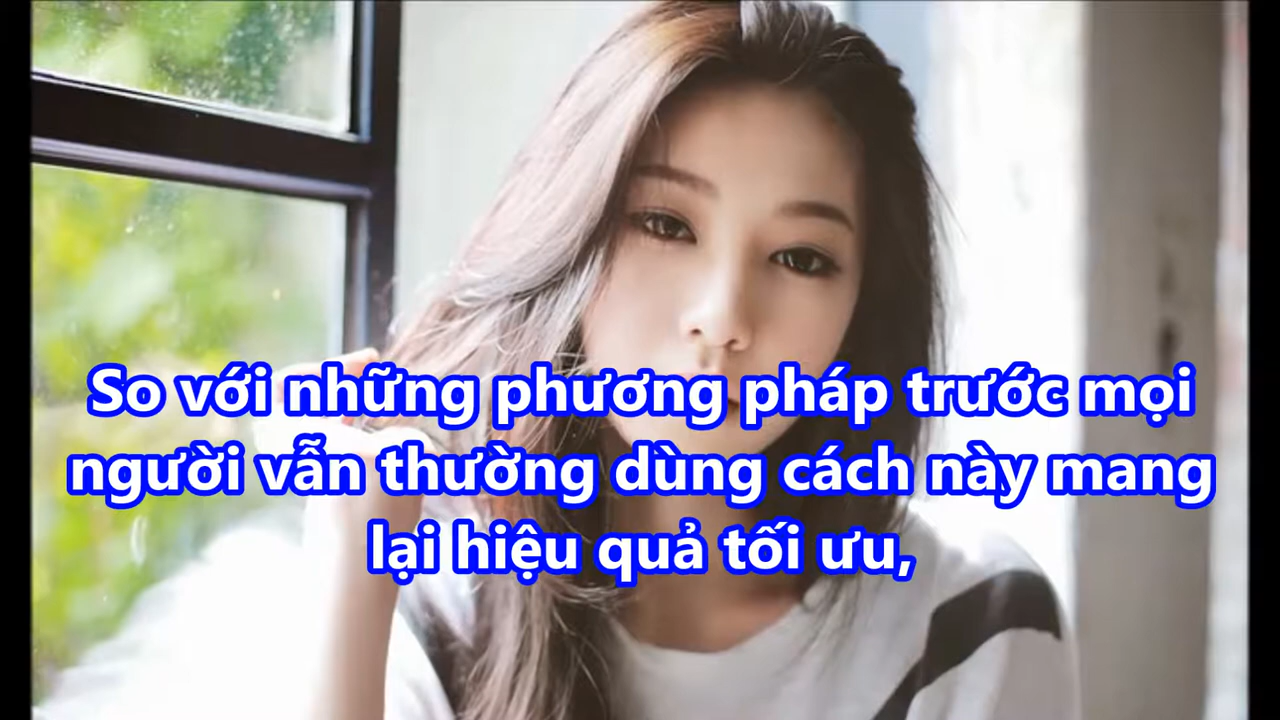 So với những phương pháp trước mọi
người vẫn thường dùng cách này mang
lại hiệu quả tối ưu,